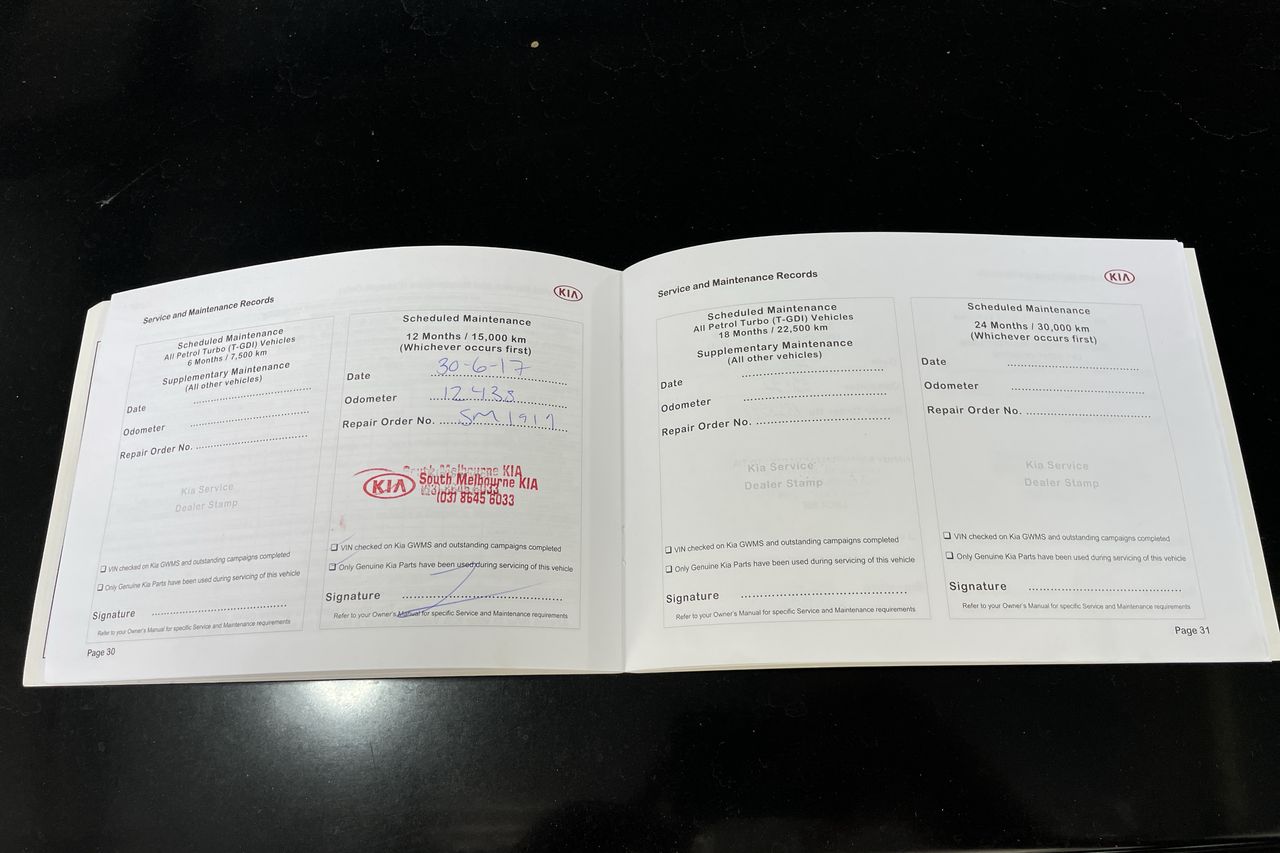 Service and Maintenance Records
KIA
Scheduled Maintenance
All Petrol Turbo (T-GDI) Vehicles
6 Months / 7,500 km
Supplementary Maintenance
(All other vehicles)
Date
Odometer
Repair Order No.
Kia Service
Dealer Stamp
❑ VIN checked on Kia GWMS and outstanding campaigns completed
❑ Only Genuine Kia Parts have been used during servicing of this vehicle
Signature
Refer to your Owner's Manual for specific Service and Maintenance requirements
Scheduled Maintenance
12 Months / 15,000 km
(Whichever occurs first)
Date 30-6-17
Odometer 12438
Repair Order No. SM1917
South Melbourne KIA
KIA South Melbourne KIA
(03) 8645 6033
❑ VIN checked on Kia GWMS and outstanding campaigns completed
❑ Only Genuine Kia Parts have been used during servicing of this vehicle
Signature
Refer to your Owner's Manual for specific Service and Maintenance requirements
Page 30
Service and Maintenance Records
KIA
Scheduled Maintenance
All Petrol Turbo (T-GDI) Vehicles
18 Months / 22,500 km
Supplementary Maintenance
(All other vehicles)
Date
Odometer
Repair Order No.
Kia Service
Dealer Stamp
❑ VIN checked on Kia GWMS and outstanding campaigns completed
❑ Only Genuine Kia Parts have been used during servicing of this vehicle
Signature
Refer to your Owner's Manual for specific Service and Maintenance requirements
Scheduled Maintenance
24 Months / 30,000 km
(Whichever occurs first)
Date
Odometer
Repair Order No.
Kia Service
Dealer Stamp
❑ VIN checked on Kia GWMS and outstanding campaigns completed
❑ Only Genuine Kia Parts have been used during servicing of this vehicle
Signature
Refer to your Owner's Manual for specific Service and Maintenance requirements
Page 31